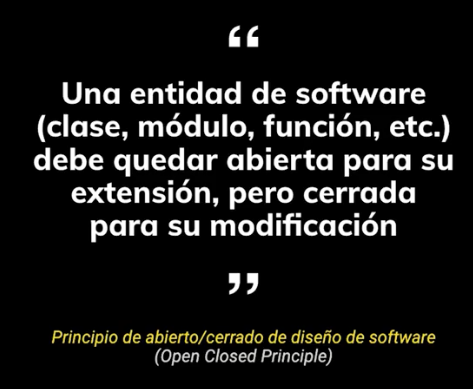 “
Una entidad de software
(clase, módulo, función, etc.)
debe quedar abierta para su
extensión, pero cerrada
para su modificación
”
Principio de abierto/cerrado de diseño de software
(Open Closed Principle)